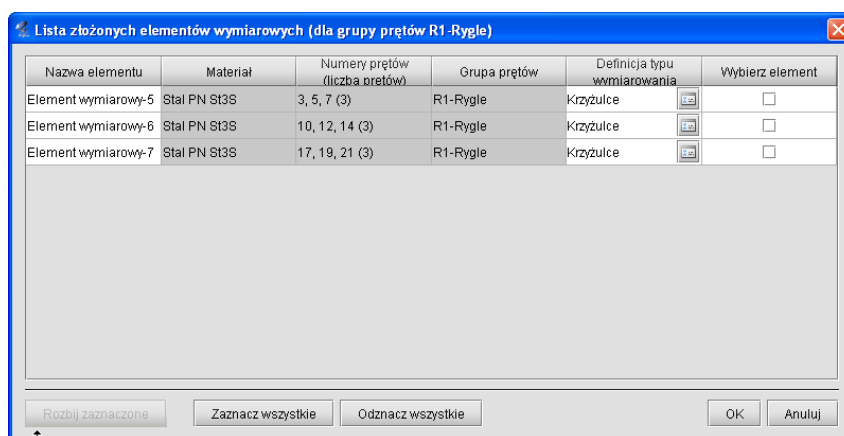 Lista złożonych elementów wymiarowych (dla grupy prętów R1-Rygle)
Nazwa elementu Materiał Numery prętów (liczba prętów) Grupa prętów Definicja typu wymiarowania Wybierz element
Element wymiarowy-5 Stal PN St3S 3, 5, 7 (3) R1-Rygle Krzyżulce
Element wymiarowy-6 Stal PN St3S 10, 12, 14 (3) R1-Rygle Krzyżulce
Element wymiarowy-7 Stal PN St3S 17, 19, 21 (3) R1-Rygle Krzyżulce
Rozbij zaznaczone Zaznacz wszystkie Odznacz wszystkie OK Anuluj